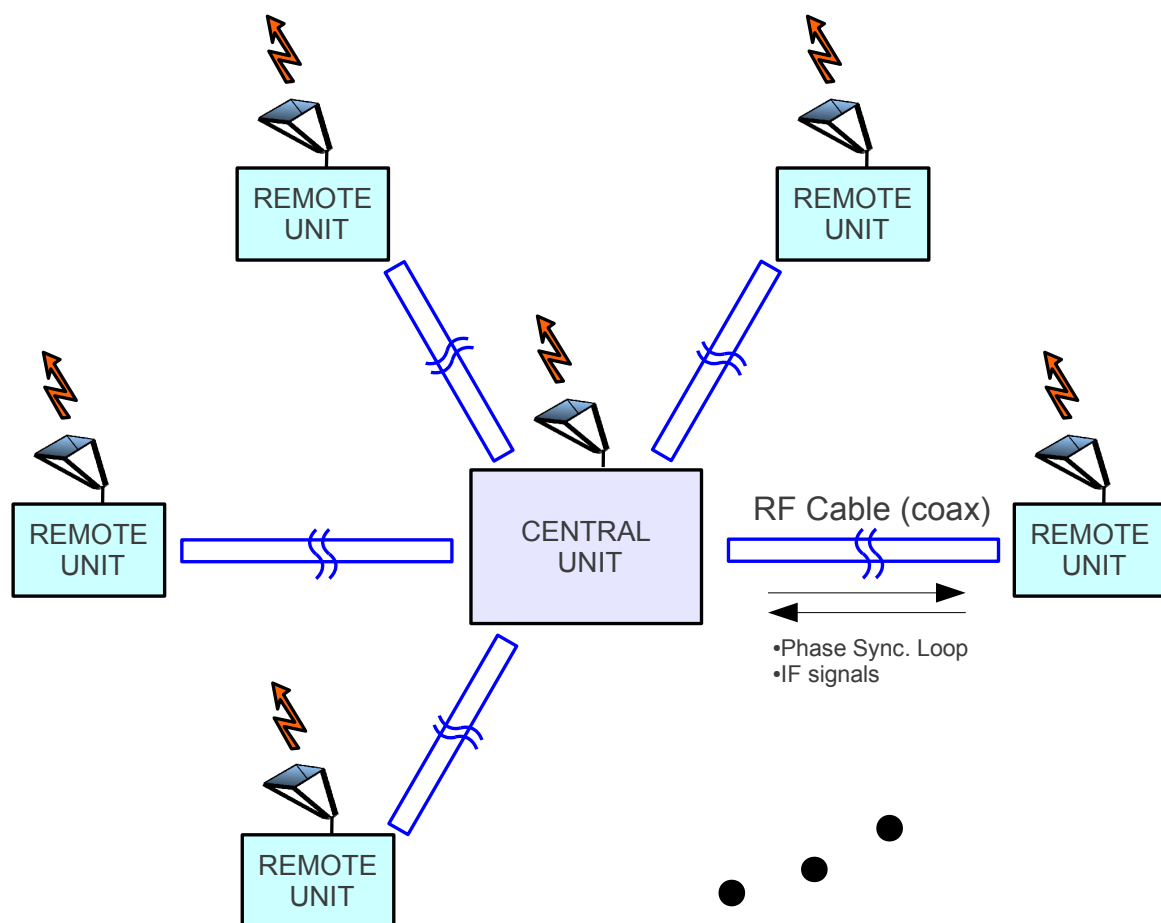 REMOTE
UNIT
REMOTE
UNIT
REMOTE
UNIT
CENTRAL
UNIT
RF Cable (coax)
REMOTE
UNIT
•Phase Sync. Loop
•IF signals
REMOTE
UNIT